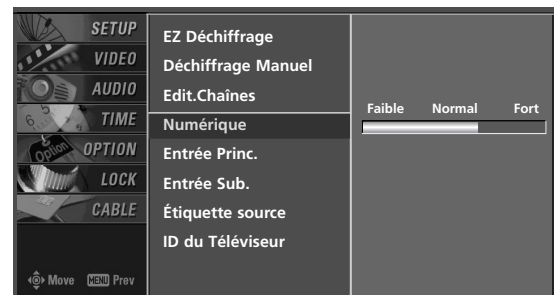 SETUP
VIDEO
AUDIO
TIME
OPTION
LOCK
CABLE
Move MENU Prev
EZ Déchiffrage
Déchiffrage Manuel
Edit.Chaînes
Numérique
Entrée Princ.
Entrée Sub.
Étiquette source
ID du Téléviseur
Faible Normal Fort